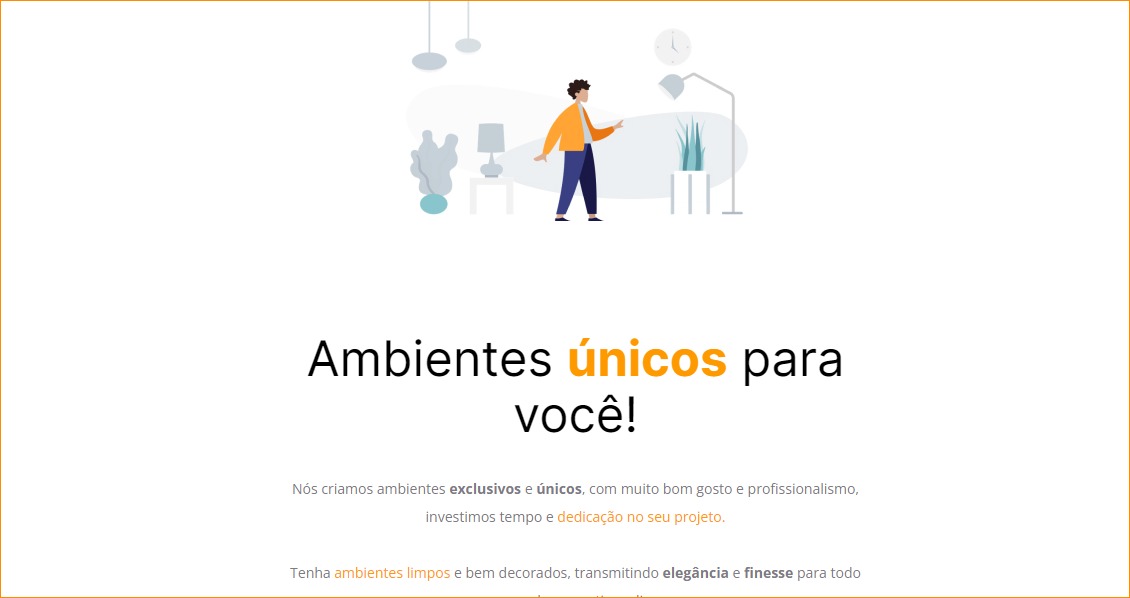 Ambientes únicos para
você!
Nós criamos ambientes exclusivos e únicos, com muito bom gosto e profissionalismo,
investimos tempo e dedicação no seu projeto.
Tenha ambientes limpos e bem decorados, transmitindo elegância e finesse para todo